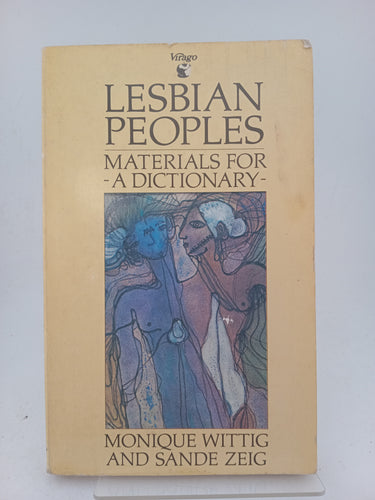 Virago
LESBIAN
PEOPLES
MATERIALS FOR
-A DICTIONARY-
MONIQUE WITTIG
AND SANDE ZEIG